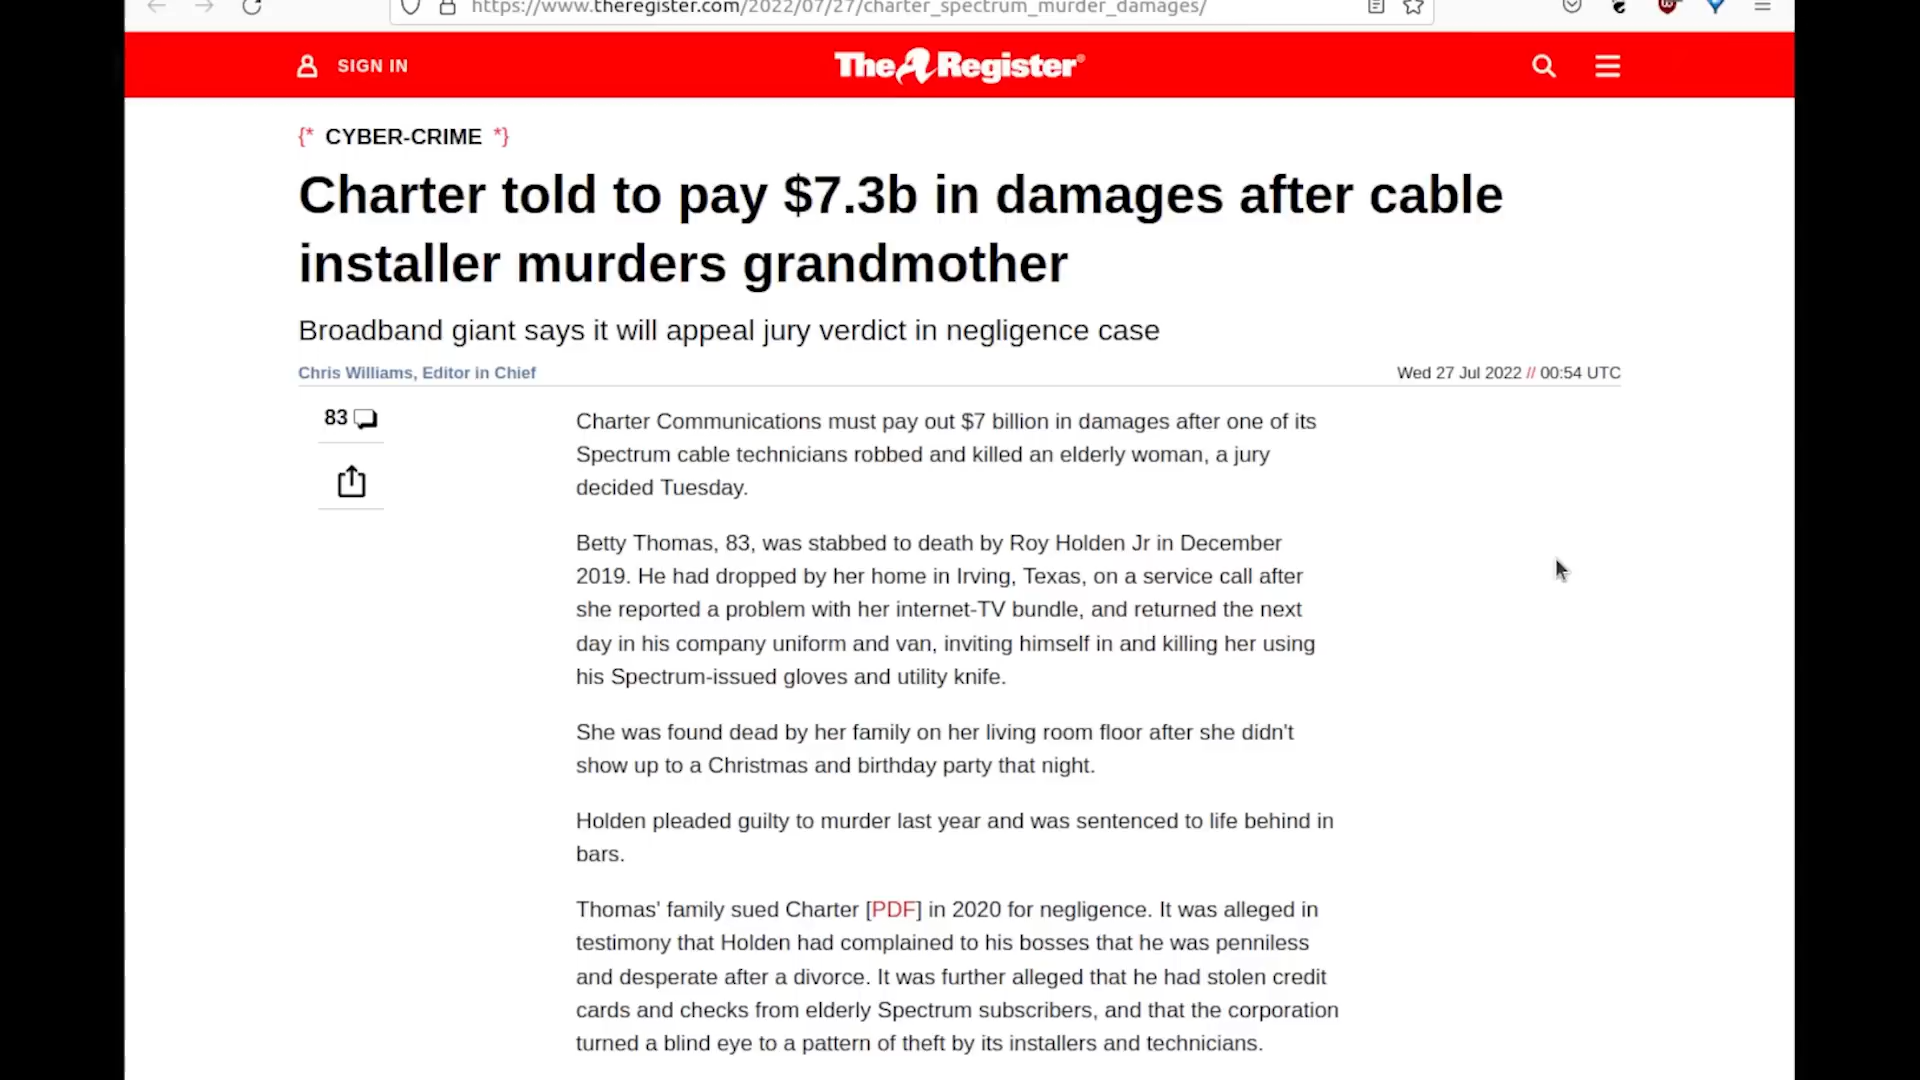 https://www.theregister.com/2022/07/27/charter_spectrum_murder_damages/
SIGN IN
The Register®
{* CYBER-CRIME *}
Charter told to pay $7.3b in damages after cable
installer murders grandmother
Broadband giant says it will appeal jury verdict in negligence case
Chris Williams, Editor in Chief
Wed 27 Jul 2022 // 00:54 UTC
83
Charter Communications must pay out $7 billion in damages after one of its
Spectrum cable technicians robbed and killed an elderly woman, a jury
decided Tuesday.
Betty Thomas, 83, was stabbed to death by Roy Holden Jr in December
2019. He had dropped by her home in Irving, Texas, on a service call after
she reported a problem with her internet-TV bundle, and returned the next
day in his company uniform and van, inviting himself in and killing her using
his Spectrum-issued gloves and utility knife.
She was found dead by her family on her living room floor after she didn't
show up to a Christmas and birthday party that night.
Holden pleaded guilty to murder last year and was sentenced to life behind in
bars.
Thomas' family sued Charter [PDF] in 2020 for negligence. It was alleged in
testimony that Holden had complained to his bosses that he was penniless
and desperate after a divorce. It was further alleged that he had stolen credit
cards and checks from elderly Spectrum subscribers, and that the corporation
turned a blind eye to a pattern of theft by its installers and technicians.